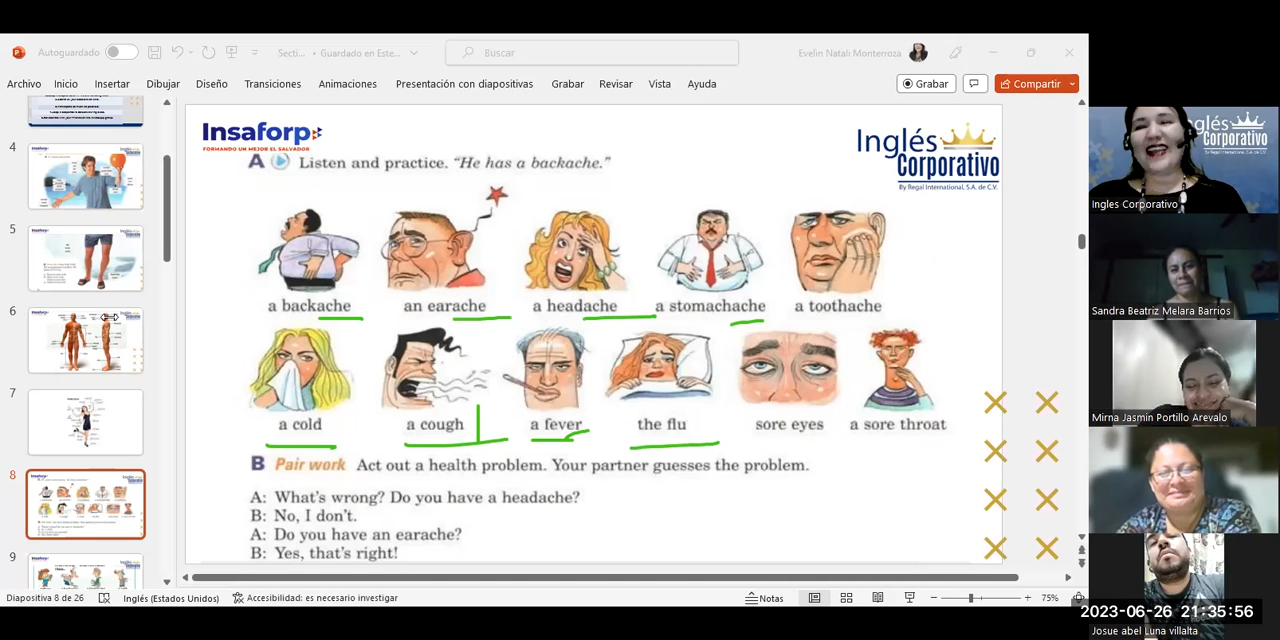 Autoguardado
Secti... • Guardado en Este...
Buscar
Evelin Natali Monterroza
Archivo Inicio Insertar Dibujar Diseño Transiciones Animaciones Presentación con diapositivas Grabar Revisar Vista Ayuda
Grabar
Compartir
4
5
6
7
8
9
Insaforp
FORMANDO UN MEJOR EL SALVADOR
Inglés
Corporativo
By Regal International, S.A. de C.V.
A Listen and practice. "He has a backache."
a backache an earache a headache a stomachache a toothache
a cold a cough a fever the flu sore eyes a sore throat
B Pair work Act out a health problem. Your partner guesses the problem.
A: What's wrong? Do you have a headache?
B: No, I don't.
A: Do you have an earache?
B: Yes, that's right!
Diapositiva 8 de 26
Inglés (Estados Unidos)
Accesibilidad: es necesario investigar
Notas
75%
Inglés
Corporativo
Ingles Corporativo
Sandra Beatriz Melara Barrios
Mirna Jasmin Portillo Arevalo
2023-06-26 21:35:56
Josue abel Luna villalta